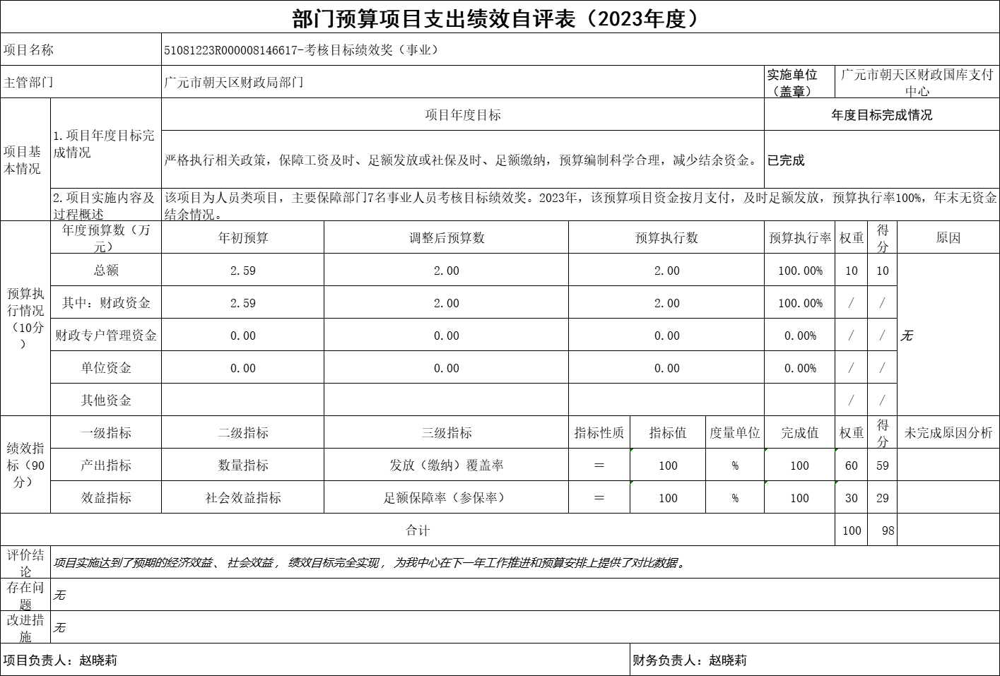 部门预算项目支出绩效自评表（2023年度）
项目名称 51081223R000008146617-考核目标绩效奖（事业）
主管部门 广元市朝天区财政局部门 实施单位（盖章） 广元市朝天区财政国库支付中心
项目基本情况 1.项目年度目标完成情况 项目年度目标 年度目标完成情况
严格执行相关政策，保障工资及时、足额发放或社保及时、足额缴纳，预算编制科学合理，减少结余资金。 已完成
2.项目实施内容及过程概述 该项目为人员类项目，主要保障部门7名事业人员考核目标绩效奖。2023年，该预算项目资金按月支付，及时足额发放，预算执行率100%，年末无资金结余情况。
预算执行情况（10分） 年度预算数（万元） 年初预算 调整后预算数 预算执行数 预算执行率 权重 得分 原因
总额 2.59 2.00 2.00 100.00% 10 10 无
其中：财政资金 2.59 2.00 2.00 100.00% / /
财政专户管理资金 0.00 0.00 0.00 0.00% / /
单位资金 0.00 0.00 0.00 0.00% / /
其他资金 / /
绩效指标（90分） 一级指标 二级指标 三级指标 指标性质 指标值 度量单位 完成值 权重 得分 未完成原因分析
产出指标 数量指标 发放（缴纳）覆盖率 ＝ 100 % 100 60 59
效益指标 社会效益指标 足额保障率（参保率） ＝ 100 % 100 30 29
合计 100 98
评价结论 项目实施达到了预期的经济效益、社会效益，绩效目标完全实现，为我中心在下一年工作推进和预算安排上提供了对比数据。
存在问题 无
改进措施 无
项目负责人：赵晓莉 财务负责人：赵晓莉